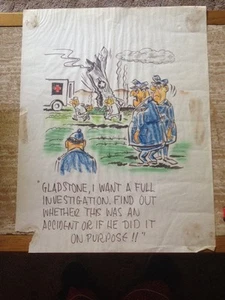 "GLADSTONE, I WANT A FULL
INVESTIGATION. FIND OUT
WHETHER THIS WAS AN
ACCIDENT OR IF HE DID IT
ON PURPOSE!!"